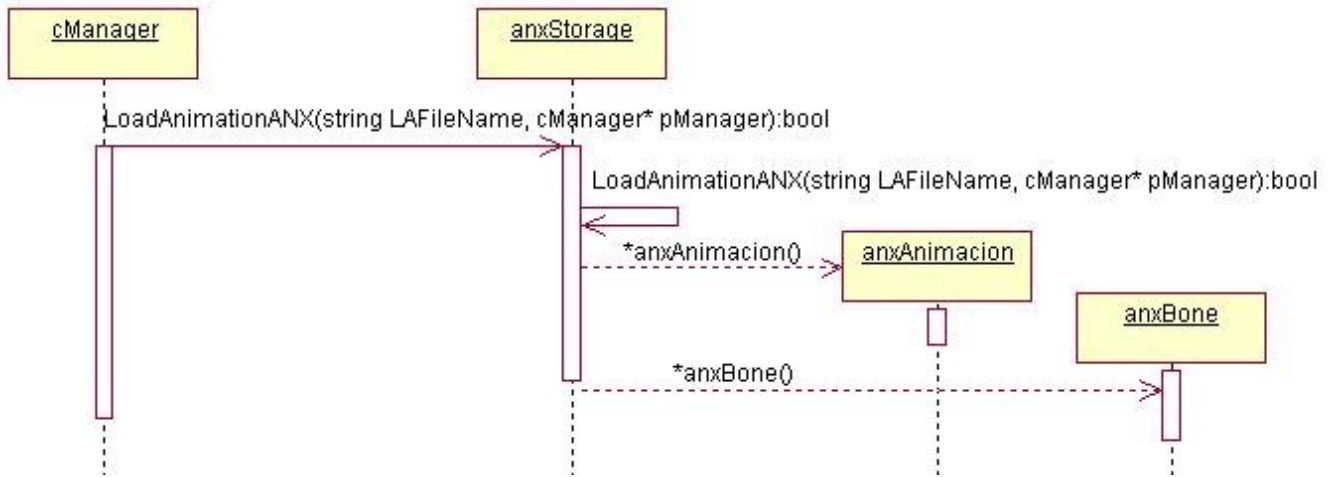 cManager
anxStorage
LoadAnimationANX(string LAFileName, cManager* pManager):bool
LoadAnimationANX(string LAFileName, cManager* pManager):bool
*anxAnimacion()
anxAnimacion
anxBone
*anxBone()